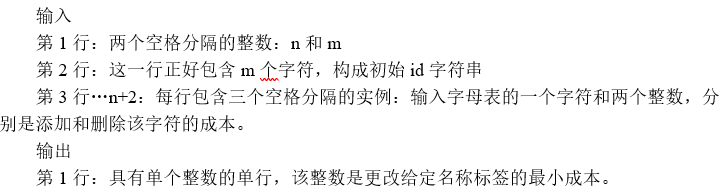 输入
第 1 行：两个空格分隔的整数：n 和 m
第 2 行：这一行正好包含 m 个字符，构成初始 id 字符串
第 3 行…n+2：每行包含三个空格分隔的实例：输入字母表的一个字符和两个整数，分
别是添加和删除该字符的成本。
输出
第 1 行：具有单个整数的单行，该整数是更改给定名称标签的最小成本。